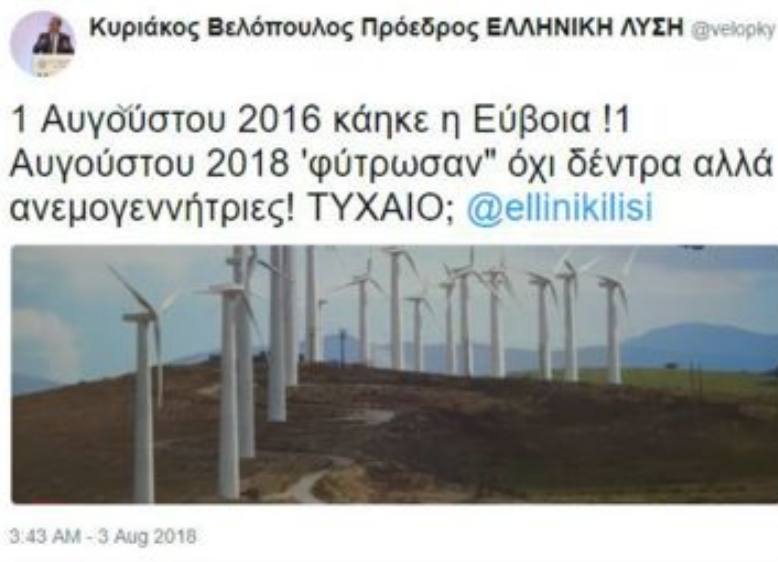 Κυριάκος Βελόπουλος Πρόεδρος ΕΛΛΗΝΙΚΗ ΛΥΣΗ @velopky
1 Αυγούστου 2016 κάηκε η Εύβοια !1
Αυγούστου 2018 'φύτρωσαν" όχι δέντρα αλλά
ανεμογεννήτριες! ΤΥΧΑΙΟ; @ellinikilisi
3:43 AM - 3 Aug 2018